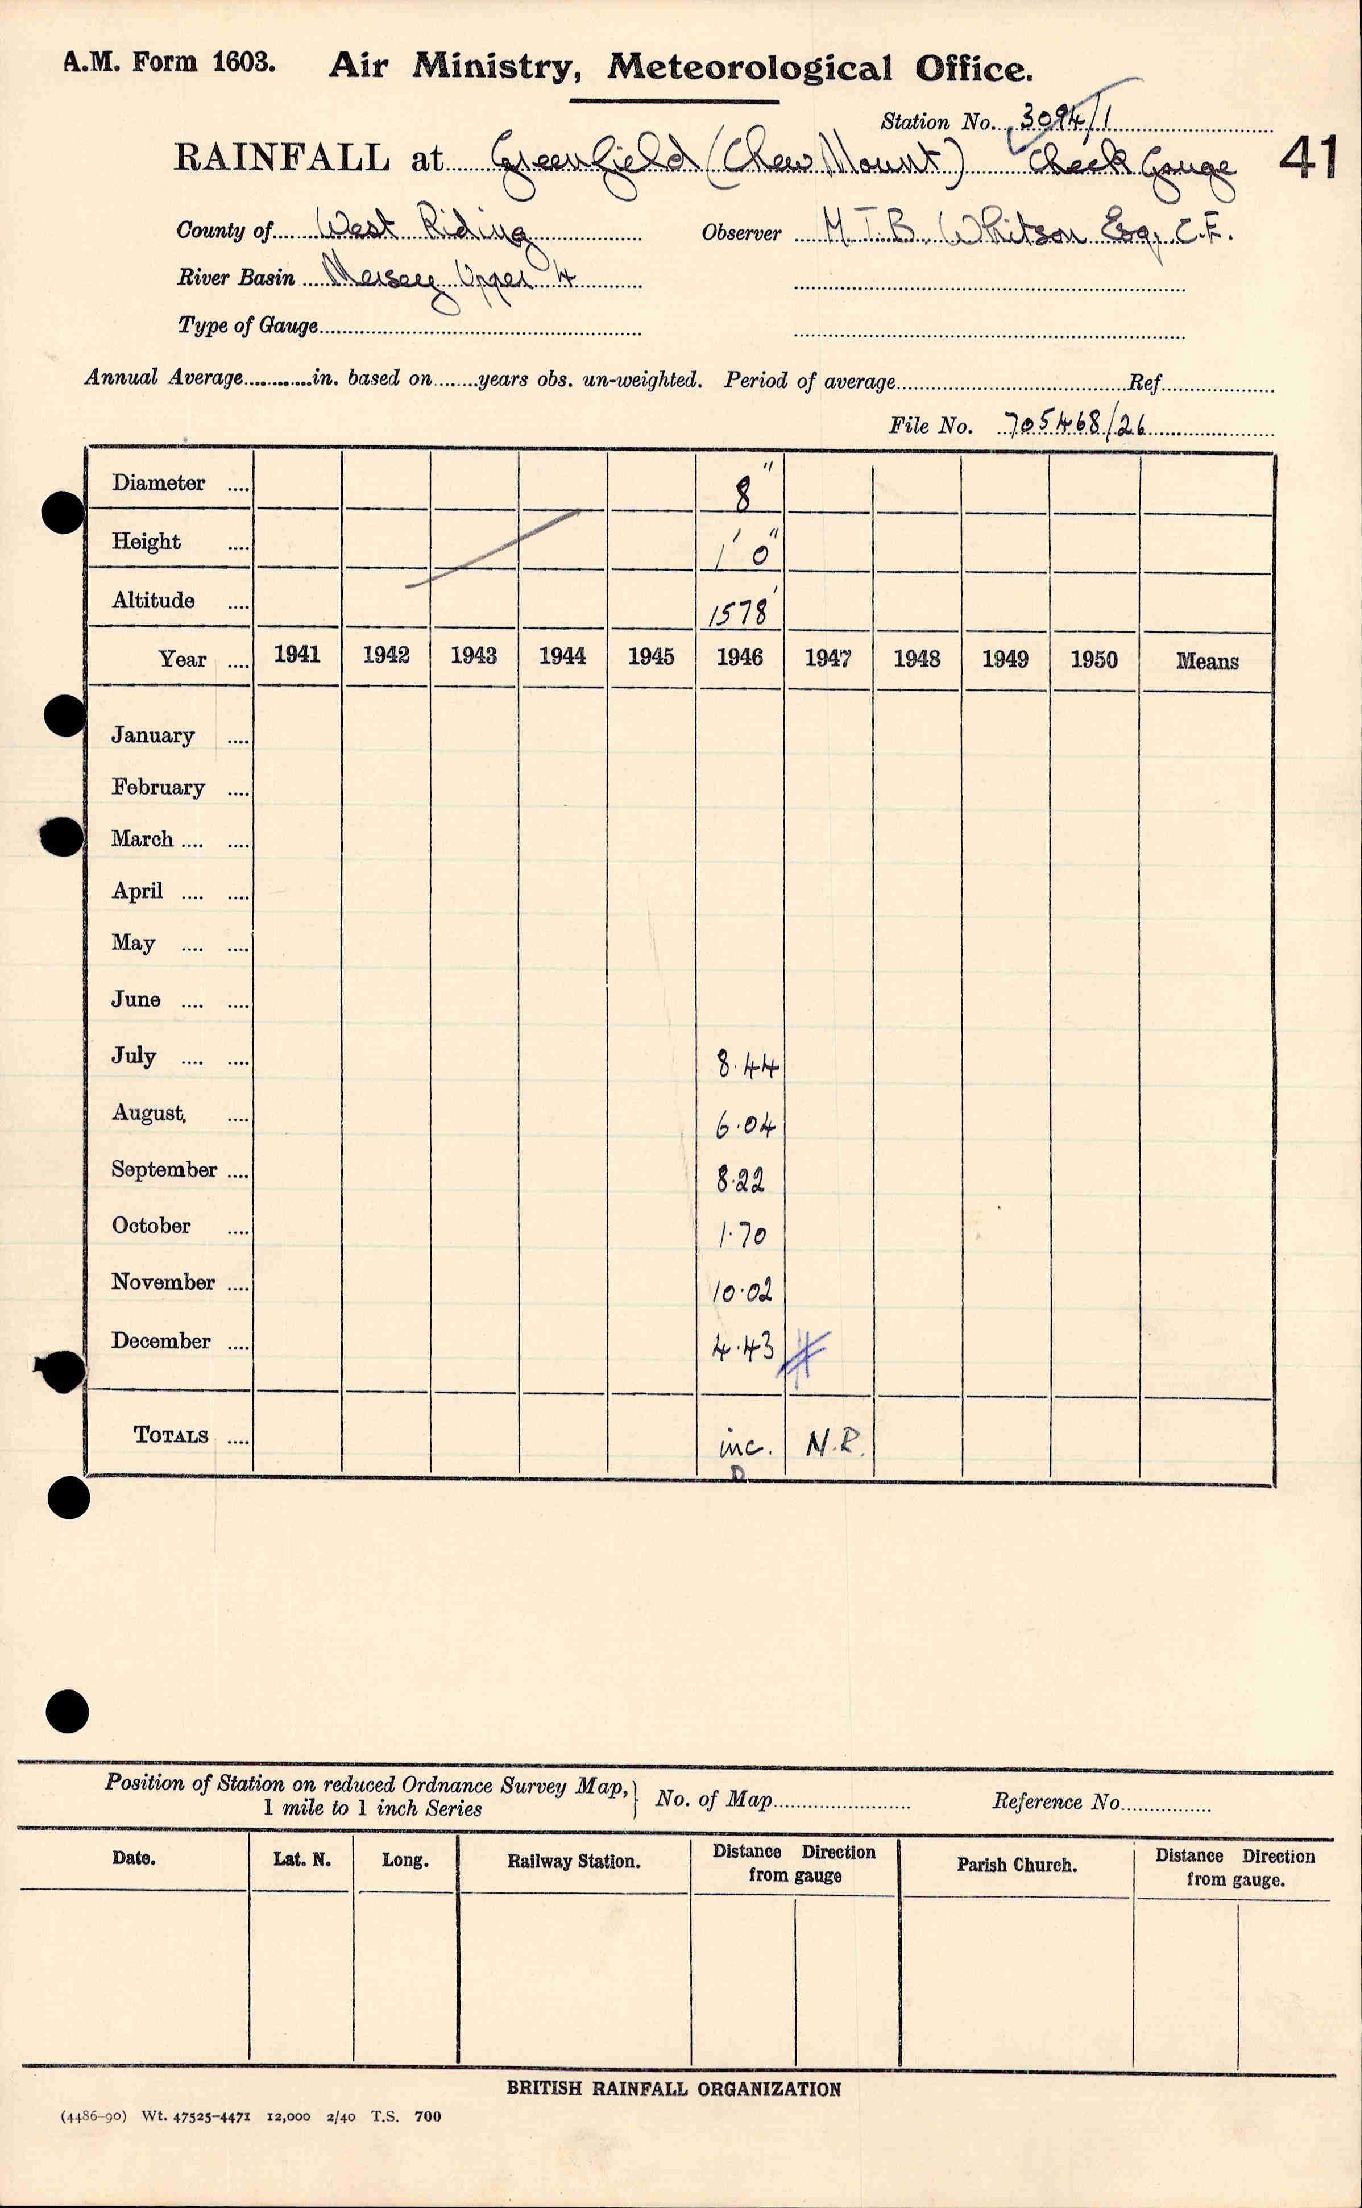 A.M. Form 1603. Air Ministry, Meteorological Office.
Station No. 3094/1
RAINFALL at Greenfield (Chew Mount) Check Gauge 41
County of West Riding Observer M.T.B. Whitson Esq, C.E.
River Basin Mersey Upper 4
Type of Gauge
Annual Average............in. based on........years obs. un-weighted. Period of average Ref.
File No. 705468/26
Diameter .... 8"
Height .... 1' 0"
Altitude .... 1578'
Year .... 1941 1942 1943 1944 1945 1946 1947 1948 1949 1950 Means
January ....
February ....
March .... ....
April .... ....
May .... ....
June .... ....
July .... .... 8.44
August, .... 6.04
September .... 8.22
October .... 1.70
November .... 10.02
December .... 4.43
TOTALS .... inc. N.R.
D
Position of Station on reduced Ordnance Survey Map,} No. of Map Reference No.
1 mile to 1 inch Series
Date. Lat. N. Long. Railway Station. Distance Direction from gauge Parish Church. Distance Direction from gauge.
BRITISH RAINFALL ORGANIZATION
(4486-90) Wt. 47525-4471 12,000 2/40 T.S. 700